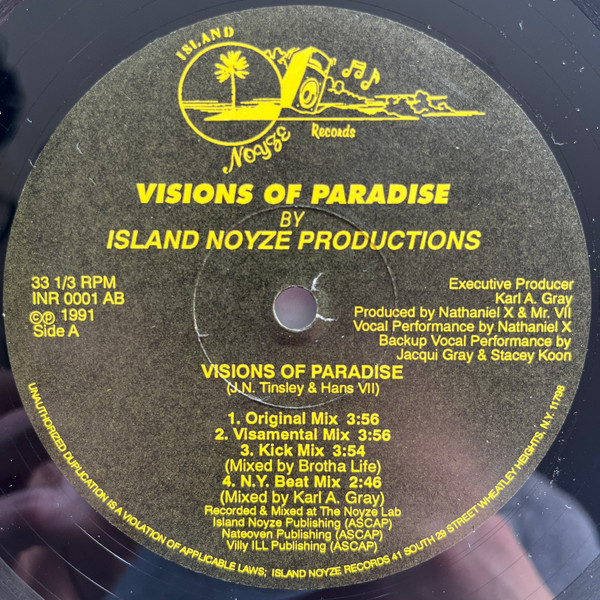 ISLAND
NOYZE
Records
VISIONS OF PARADISE
BY
ISLAND NOYZE PRODUCTIONS
33 1/3 RPM
INR 0001 AB
©℗ 1991
Side A
Executive Producer
Karl A. Gray
Produced by Nathaniel X & Mr. VII
Vocal Performance by Nathaniel X
Backup Vocal Performance by
Jacqui Gray & Stacey Koon
VISIONS OF PARADISE
(J.N. Tinsley & Hans VII)
1. Original Mix 3:56
2. Visamental Mix 3:56
3. Kick Mix 3:54
(Mixed by Brotha Life)
4. N.Y. Beat Mix 2:46
(Mixed by Karl A. Gray)
Recorded & Mixed at The Noyze Lab
Island Noyze Publishing (ASCAP)
Nateoven Publishing (ASCAP)
Villy ILL Publishing (ASCAP)
UNAUTHORIZED DUPLICATION IS A VIOLATION OF APPLICABLE LAWS; ISLAND NOYZE RECORDS 41 SOUTH 29 STREET WHEATLEY HEIGHTS, N.Y. 11798